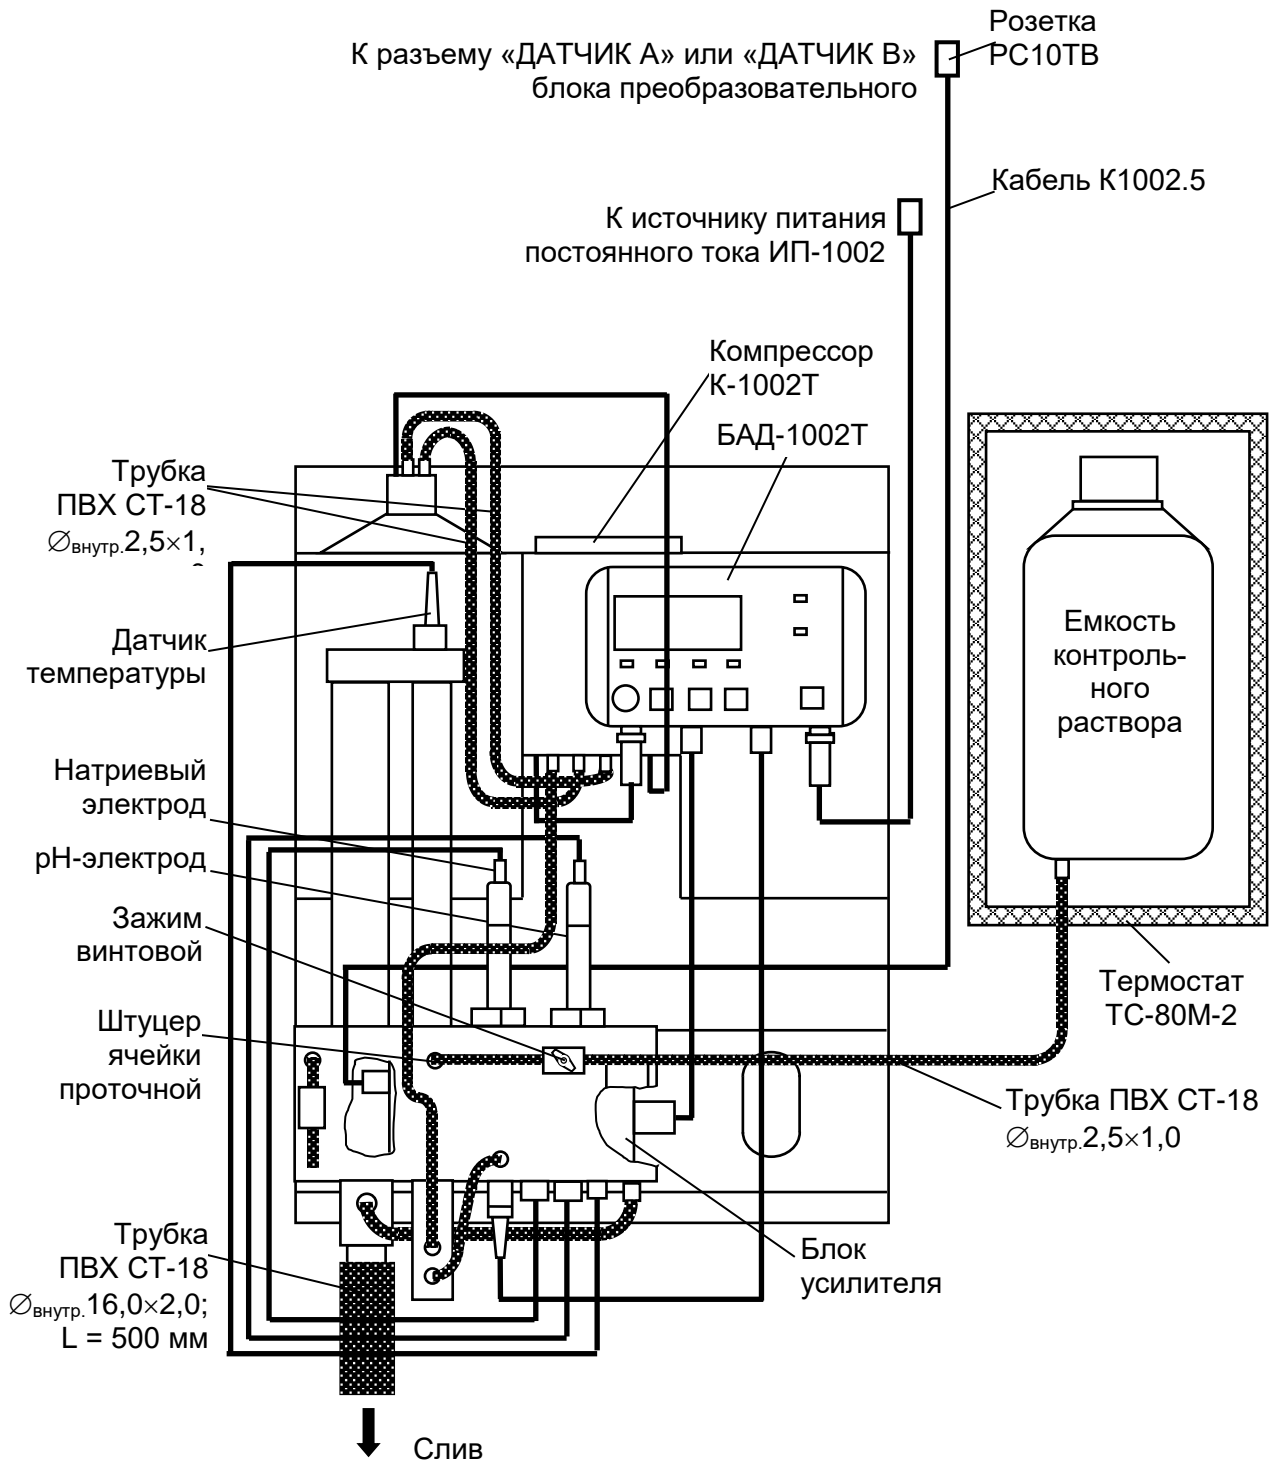 Розетка
РС10ТВ
К разъему «ДАТЧИК А» или «ДАТЧИК В»
блока преобразовательного
Кабель К1002.5
К источнику питания
постоянного тока ИП-1002
Компрессор
К-1002Т
БАД-1002Т
Трубка
ПВХ СТ-18
∅внутр.2,5×1,
Емкость
контроль-
ного
раствора
Датчик
температуры
Натриевый
электрод
рН-электрод
Зажим
винтовой
Термостат
ТС-80М-2
Штуцер
ячейки
проточной
Трубка ПВХ СТ-18
∅внутр.2,5×1,0
Трубка
ПВХ СТ-18
∅внутр.16,0×2,0;
L = 500 мм
Блок
усилителя
Слив